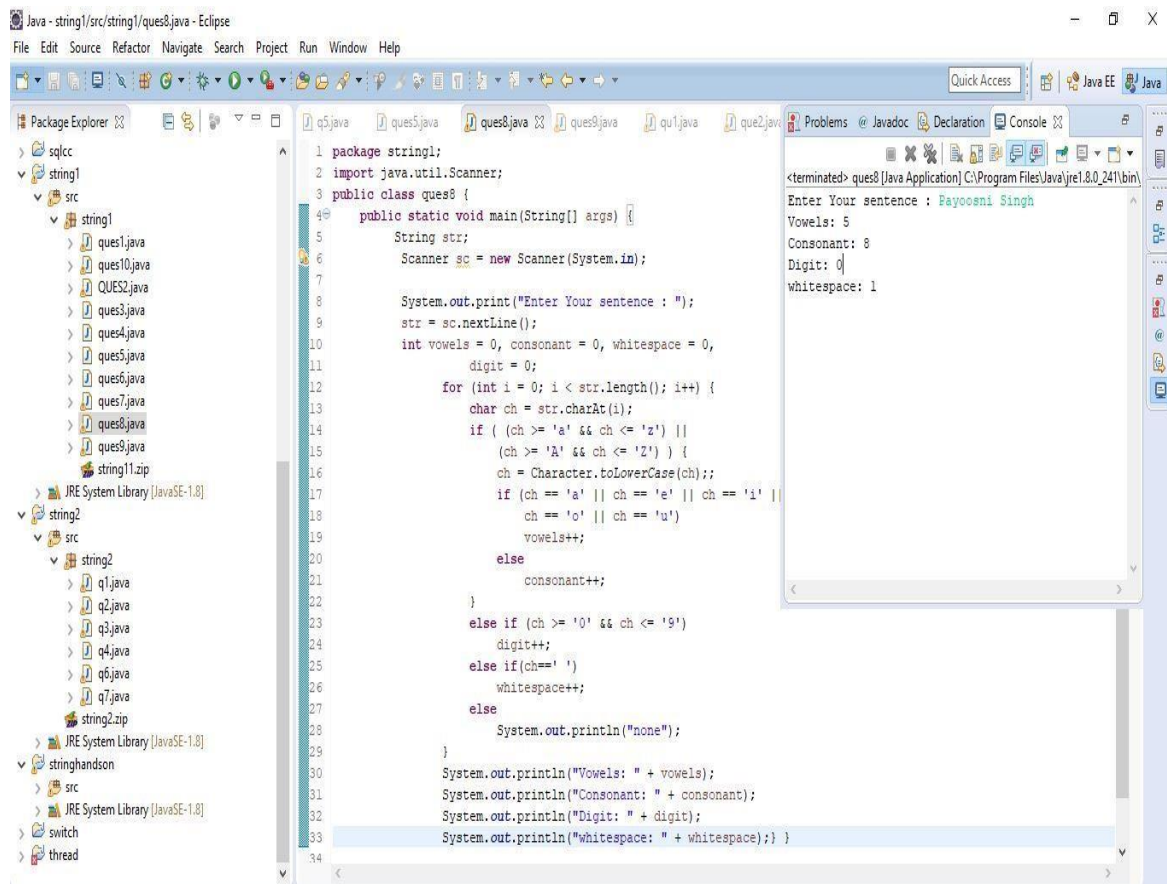 Java - string1/src/string1/ques8.java - Eclipse
File Edit Source Refactor Navigate Search Project Run Window Help
Quick Access
Java EE
Java
Package Explorer
sqlcc
string1
src
string1
ques1.java
ques10.java
QUES2.java
ques3.java
ques4.java
ques5.java
ques6.java
ques7.java
ques8.java
ques9.java
string11.zip
JRE System Library [JavaSE-1.8]
string2
src
string2
q1.java
q2.java
q3.java
q4.java
q6.java
q7.java
string2.zip
JRE System Library [JavaSE-1.8]
stringhandson
src
JRE System Library [JavaSE-1.8]
switch
thread
q5.java ques5.java ques8.java ques9.java qu1.java que2.java
1 package string1;
2 import java.util.Scanner;
3 public class ques8 {
4 public static void main(String[] args) {
5 String str;
6 Scanner sc = new Scanner(System.in);
7
8 System.out.print("Enter Your sentence : ");
9 str = sc.nextLine();
10 int vowels = 0, consonant = 0, whitespace = 0,
11 digit = 0;
12 for (int i = 0; i < str.length(); i++) {
13 char ch = str.charAt(i);
14 if ( (ch >= 'a' && ch <= 'z') ||
15 (ch >= 'A' && ch <= 'Z') ) {
16 ch = Character.toLowerCase(ch);;
17 if (ch == 'a' || ch == 'e' || ch == 'i' ||
18 ch == 'o' || ch == 'u')
19 vowels++;
20 else
21 consonant++;
22 }
23 else if (ch >= '0' && ch <= '9')
24 digit++;
25 else if(ch==' ')
26 whitespace++;
27 else
28 System.out.println("none");
29 }
30 System.out.println("Vowels: " + vowels);
31 System.out.println("Consonant: " + consonant);
32 System.out.println("Digit: " + digit);
33 System.out.println("whitespace: " + whitespace);} }
34
Problems @ Javadoc Declaration Console
<terminated> ques8 [Java Application] C:\Program Files\Java\jre1.8.0_241\bin\
Enter Your sentence : Payoosni Singh
Vowels: 5
Consonant: 8
Digit: 0
whitespace: 1